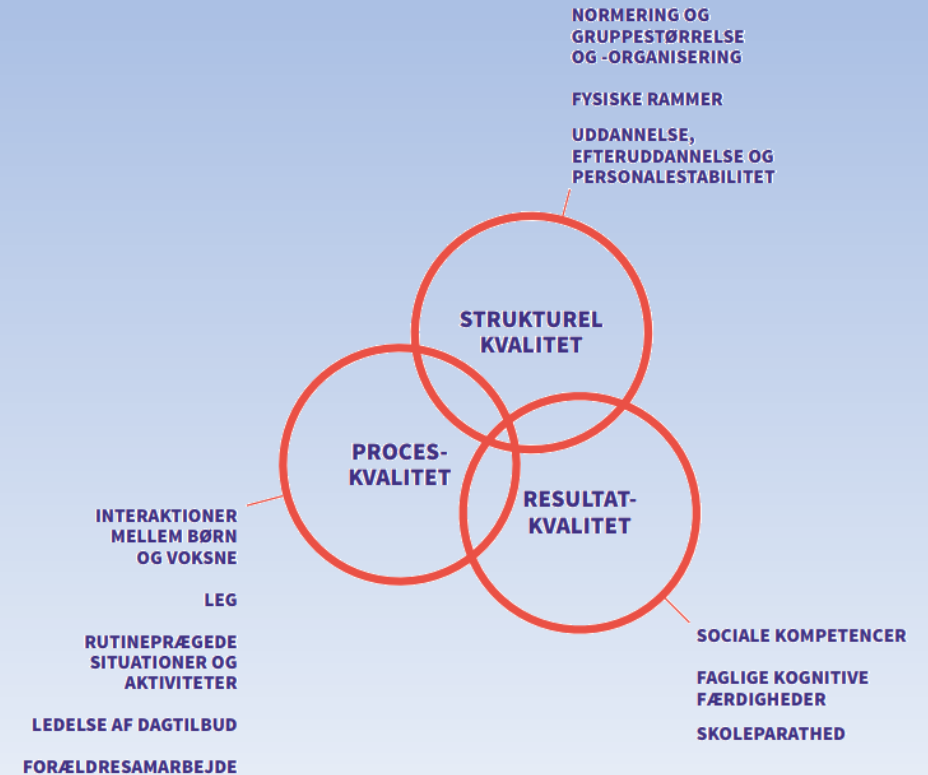 NORMERING OG
GRUPPESTØRRELSE
OG -ORGANISERING
FYSISKE RAMMER
UDDANNELSE,
EFTERUDDANNELSE OG
PERSONALESTABILITET
STRUKTUREL
KVALITET
PROCES-
KVALITET
RESULTAT-
KVALITET
INTERAKTIONER
MELLEM BØRN
OG VOKSNE
LEG
RUTINEPRÆGEDE
SITUATIONER OG
AKTIVITETER
LEDELSE AF DAGTILBUD
FORÆLDRESAMARBEJDE
SOCIALE KOMPETENCER
FAGLIGE KOGNITIVE
FÆRDIGHEDER
SKOLEPARATHED